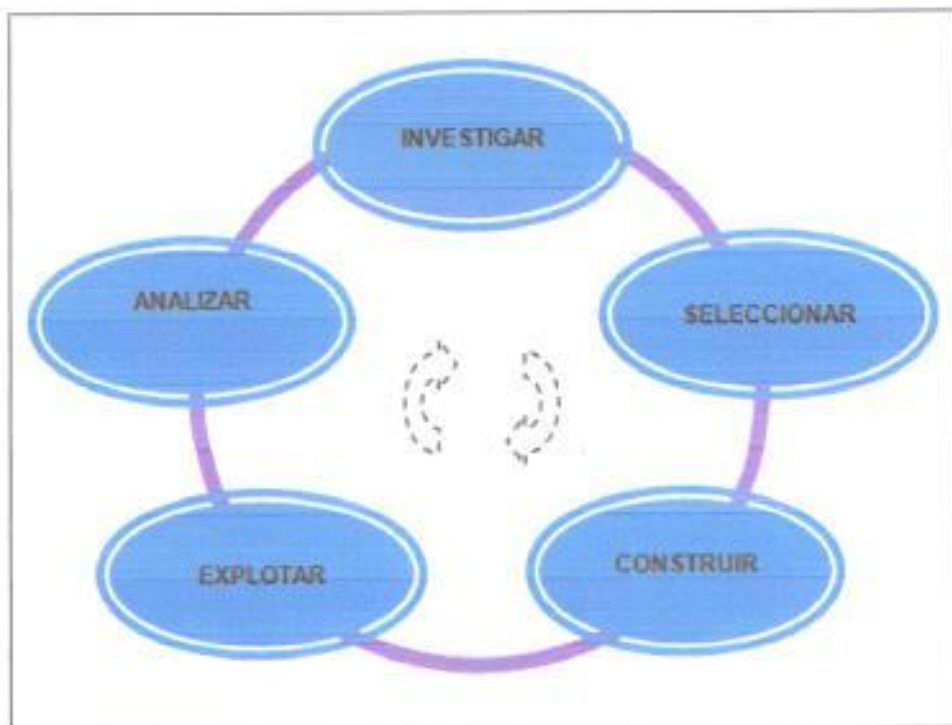 INVESTIGAR
SELECCIONAR
CONSTRUIR
EXPLOTAR
ANALIZAR